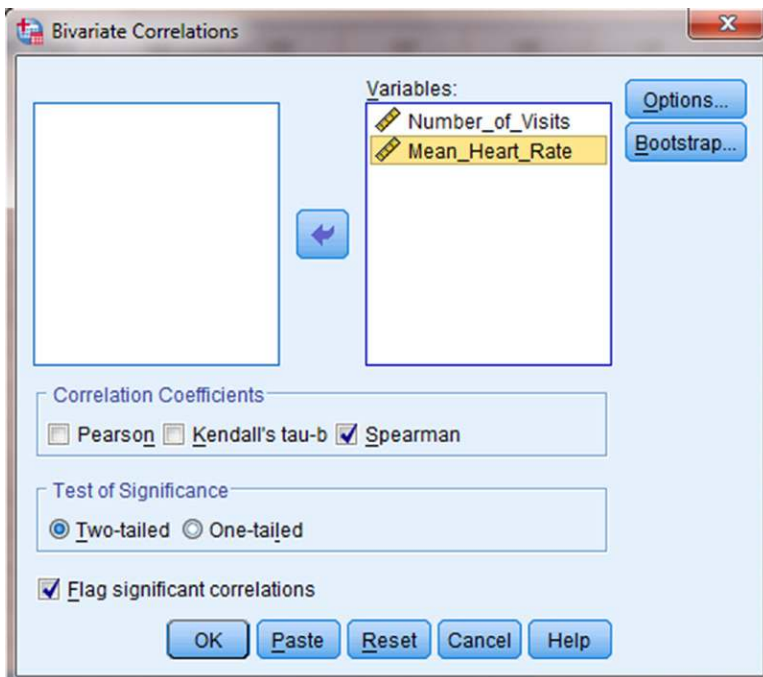 Bivariate Correlations
Variables:
Number_of_Visits
Mean_Heart_Rate
Options...
Bootstrap...
Correlation Coefficients
Pearson Kendall's tau-b Spearman
Test of Significance
Two-tailed One-tailed
Flag significant correlations
OK Paste Reset Cancel Help